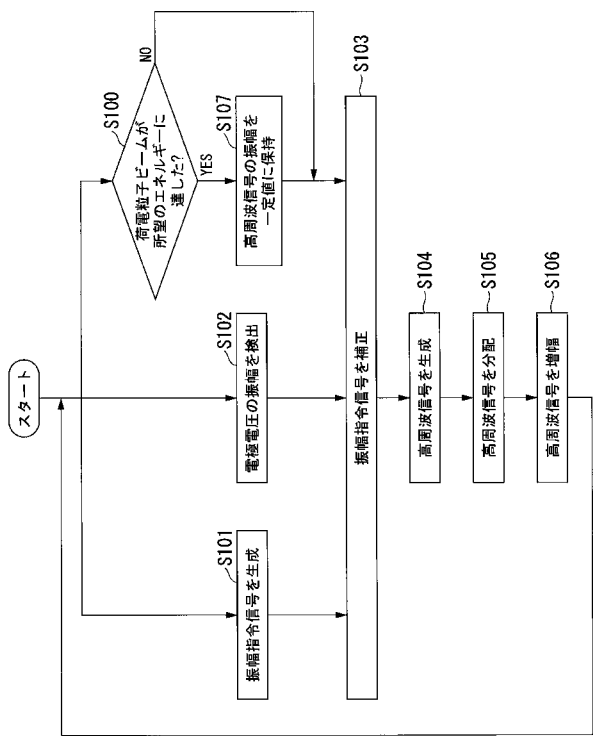 スタート
S101
振幅指令信号を生成
S102
電極電圧の振幅を検出
S100
荷電粒子ビームが
所望のエネルギーに
達した?
NO
YES
S107
高周波信号の振幅を
一定値に保持
S103
振幅指令信号を補正
S104
高周波信号を生成
S105
高周波信号を分配
S106
高周波信号を増幅